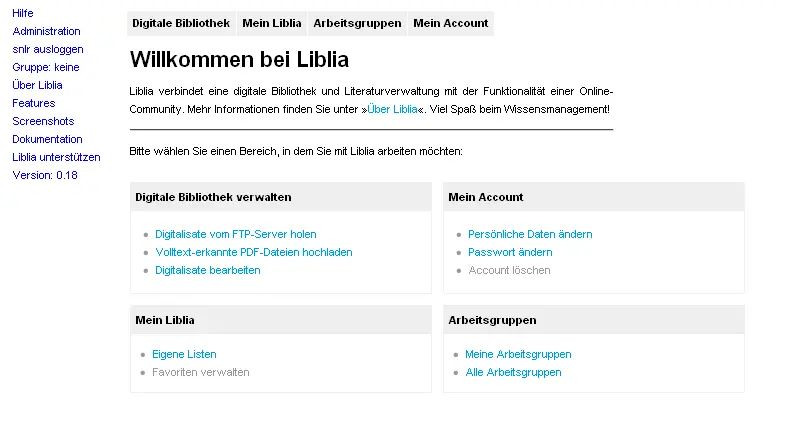 Hilfe
Administration
snlr ausloggen
Gruppe: keine
Über Liblia
Features
Screenshots
Dokumentation
Liblia unterstützen
Version: 0.18
Digitale Bibliothek Mein Liblia Arbeitsgruppen Mein Account
Willkommen bei Liblia
Liblia verbindet eine digitale Bibliothek und Literaturverwaltung mit der Funktionalität einer Online-
Community. Mehr Informationen finden Sie unter »Über Liblia«. Viel Spaß beim Wissensmanagement!
Bitte wählen Sie einen Bereich, in dem Sie mit Liblia arbeiten möchten:
Digitale Bibliothek verwalten
Digitalisate vom FTP-Server holen
Volltext-erkannte PDF-Dateien hochladen
Digitalisate bearbeiten
Mein Account
Persönliche Daten ändern
Passwort ändern
Account löschen
Mein Liblia
Eigene Listen
Favoriten verwalten
Arbeitsgruppen
Meine Arbeitsgruppen
Alle Arbeitsgruppen